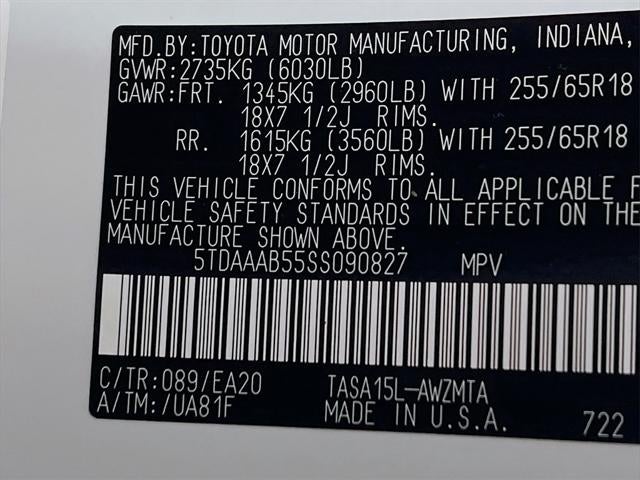 MFD.BY:TOYOTA MOTOR MANUFACTURING, INDIANA,
GVWR:2735KG (6030LB)
GAWR:FRT. 1345KG (2960LB) WITH 255/65R18
18X7 1/2J RIMS.
RR. 1615KG (3560LB) WITH 255/65R18
18X7 1/2J RIMS.
THIS VEHICLE CONFORMS TO ALL APPLICABLE F
VEHICLE SAFETY STANDARDS IN EFFECT ON THE
MANUFACTURE SHOWN ABOVE.
5TDAAAB55SS090827 MPV
C/TR:089/EA20 TASA15L-AWZMTA
A/TM:/UA81F MADE IN U.S.A. 722